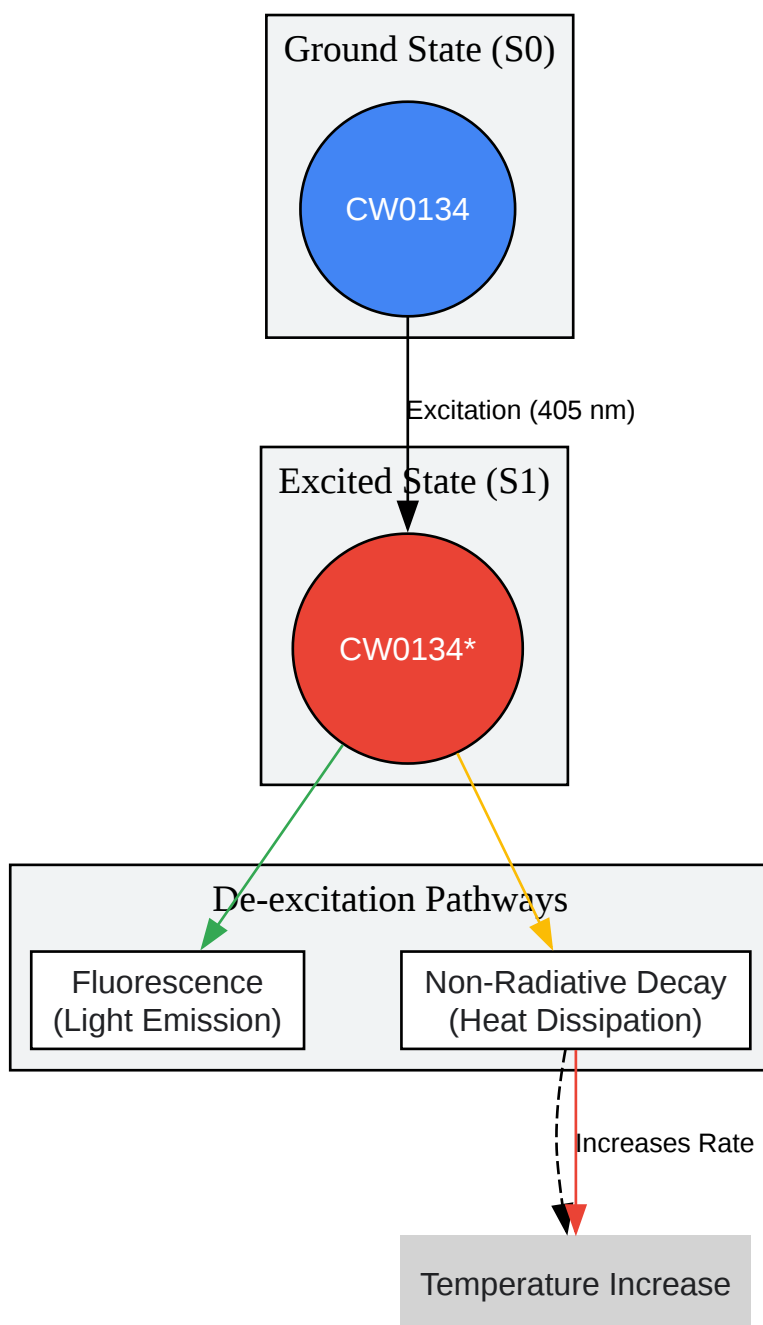 Ground State (S0)
CW0134
Excitation (405 nm)
Excited State (S1)
CW0134*
De-excitation Pathways
Fluorescence
(Light Emission)
Non-Radiative Decay
(Heat Dissipation)
Increases Rate
Temperature Increase